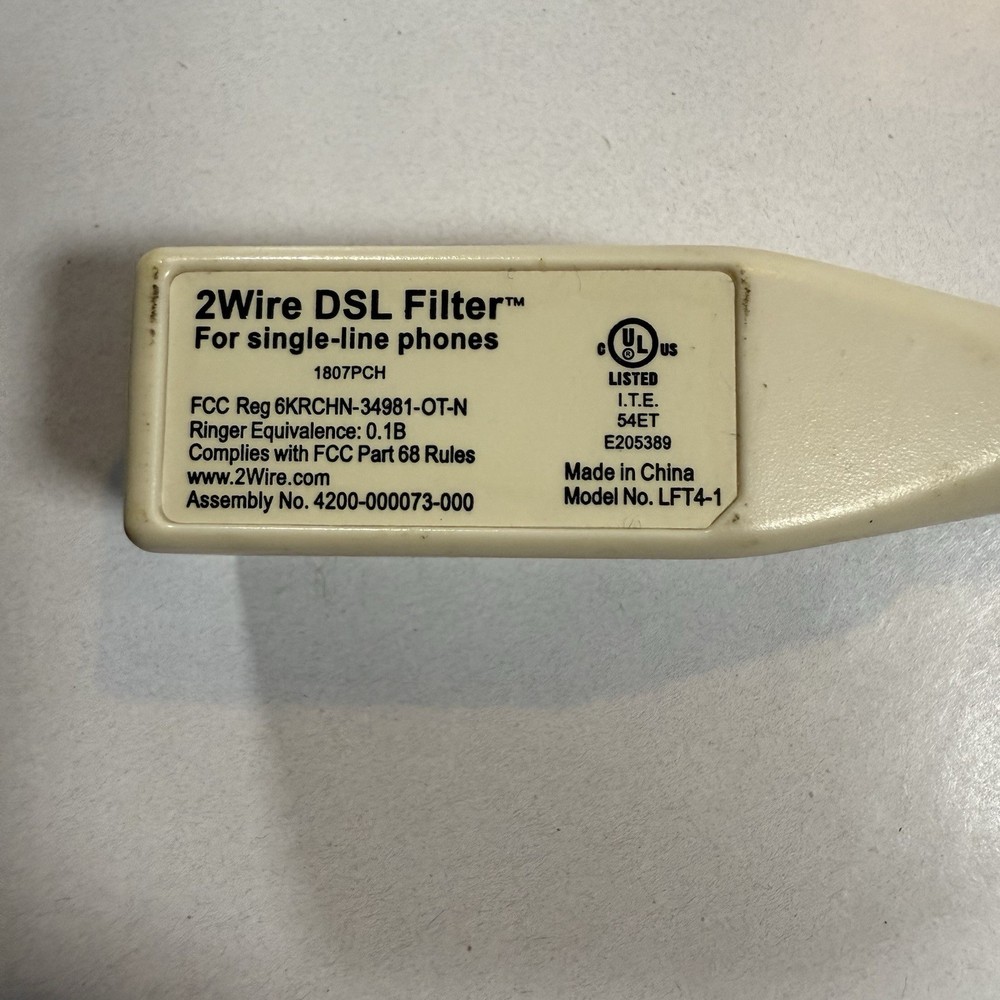 2Wire DSL Filter™
For single-line phones
1807PCH
FCC Reg 6KRCHN-34981-OT-N
Ringer Equivalence: 0.1B
Complies with FCC Part 68 Rules
www.2Wire.com
Assembly No. 4200-000073-000
C UL® US
LISTED
I.T.E.
54ET
E205389
Made in China
Model No. LFT4-1